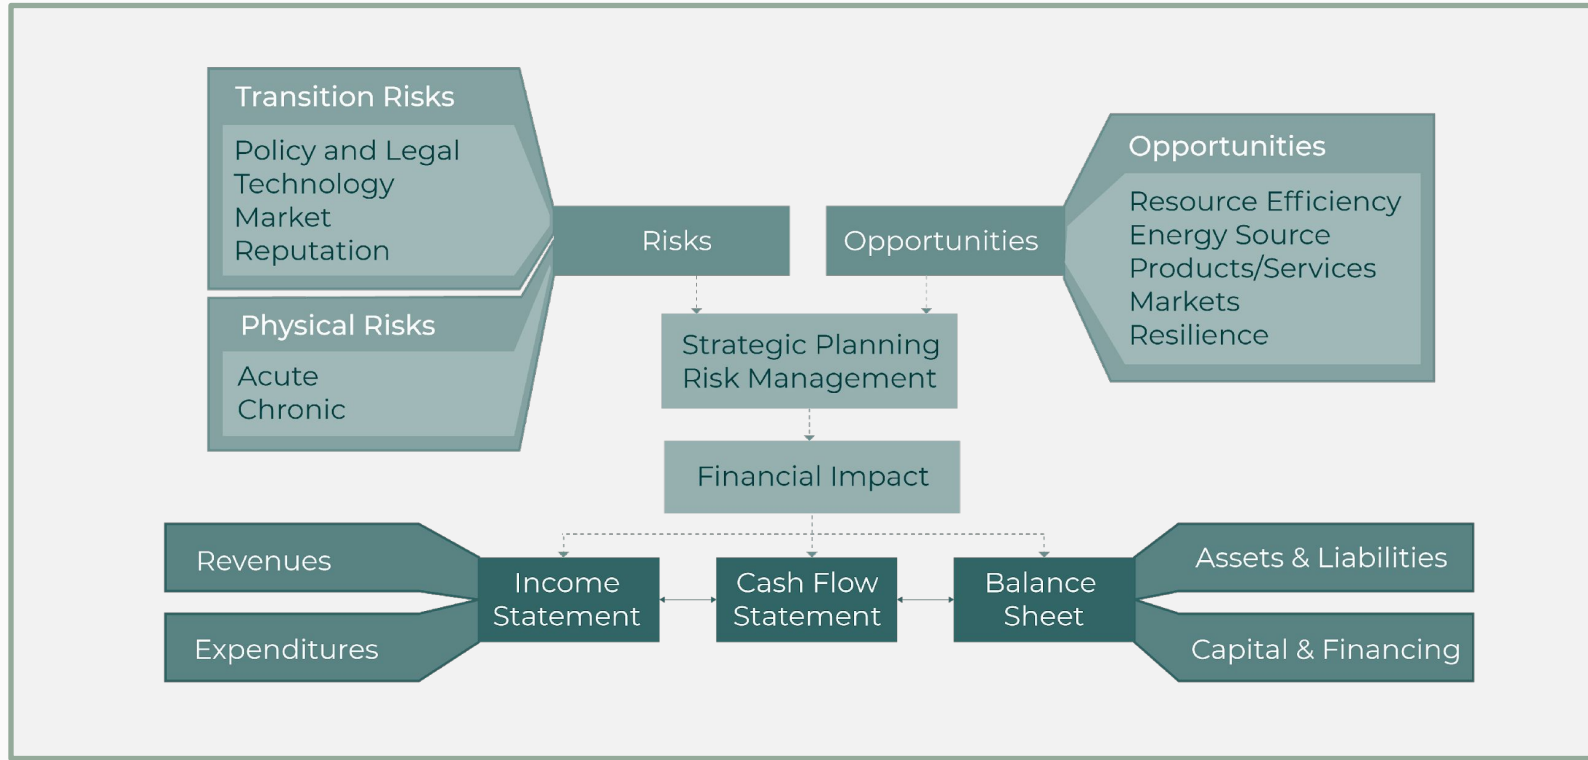 Transition Risks
Policy and Legal
Technology
Market
Reputation
Physical Risks
Acute
Chronic
Risks
Opportunities
Opportunities
Resource Efficiency
Energy Source
Products/Services
Markets
Resilience
Strategic Planning
Risk Management
Financial Impact
Revenues
Expenditures
Income
Statement
Cash Flow
Statement
Balance
Sheet
Assets & Liabilities
Capital & Financing